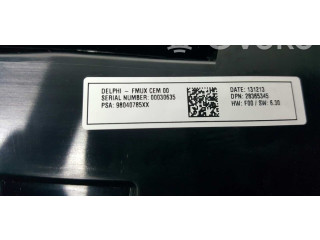 DELPHI - FMUX CEM 00
SERIAL NUMBER: 00030635
PSA: 98040785XX
DATE: 131213
DPN: 28365345
HW: F00 / SW: 6.30